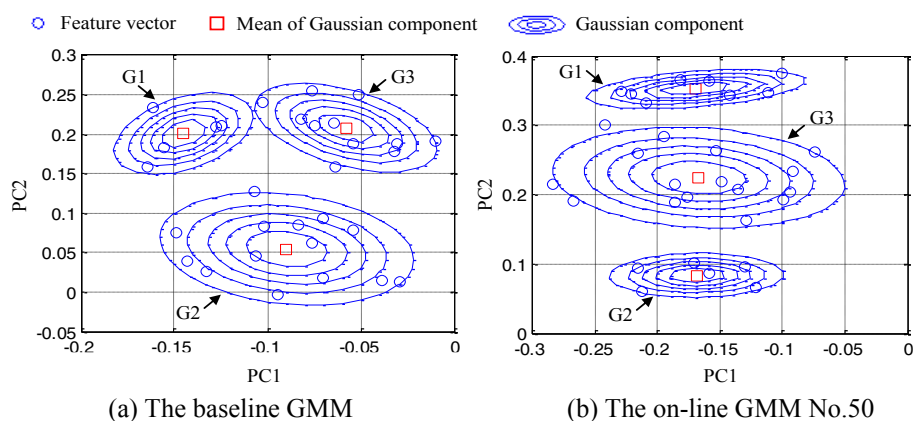 Feature vector Mean of Gaussian component Gaussian component
0.3
0.25
0.2
0.15
0.1
0.05
0
-0.05
PC2
G1
G3
G2
-0.2 -0.15 -0.1 -0.05 0
PC1
(a) The baseline GMM
0.4
0.3
0.2
0.1
0
PC2
G1
G3
G2
-0.3 -0.25 -0.2 -0.15 -0.1 -0.05 0
PC1
(b) The on-line GMM No.50